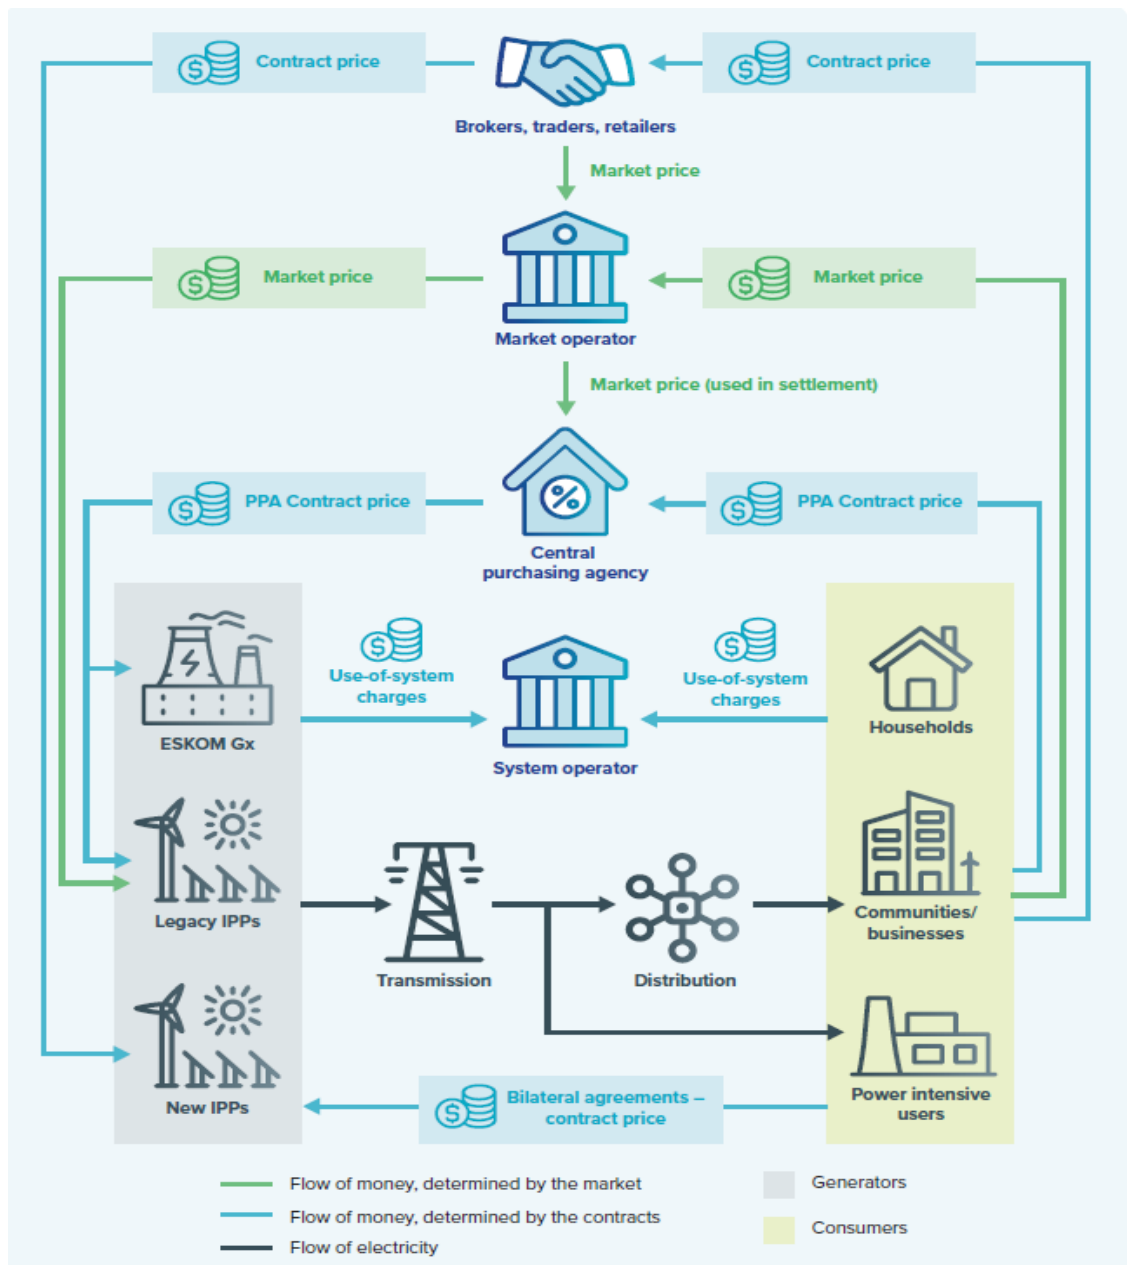 Contract price
Contract price
Brokers, traders, retailers
Market price
Market price
Market price
Market operator
Market price (used in settlement)
PPA Contract price
PPA Contract price
Central
purchasing agency
Use-of-system
charges
Use-of-system
charges
ESKOM Gx
System operator
Households
Legacy IPPs
Transmission
Distribution
Communities/
businesses
New IPPs
Bilateral agreements –
contract price
Power intensive
users
Flow of money, determined by the market
Flow of money, determined by the contracts
Flow of electricity
Generators
Consumers